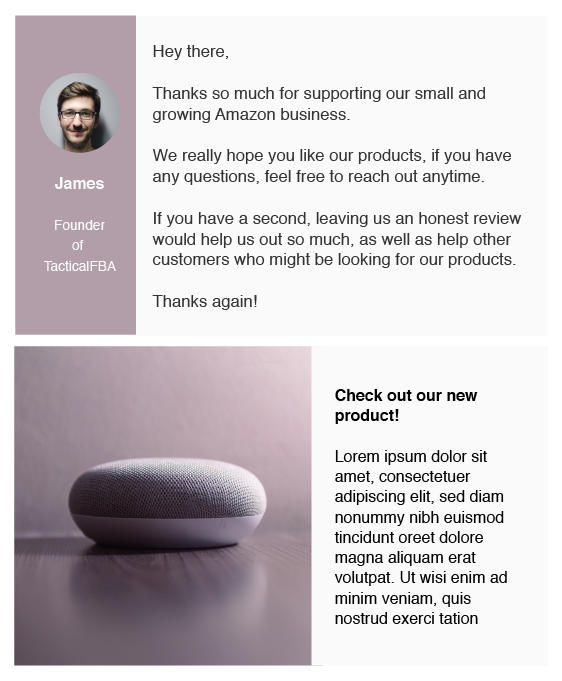 James
Founder
of
TacticalFBA
Hey there,
Thanks so much for supporting our small and
growing Amazon business.
We really hope you like our products, if you have
any questions, feel free to reach out anytime.
If you have a second, leaving us an honest review
would help us out so much, as well as help other
customers who might be looking for our products.
Thanks again!
Check out our new
product!
Lorem ipsum dolor sit
amet, consectetuer
adipiscing elit, sed diam
nonummy nibh euismod
tincidunt oreet dolore
magna aliquam erat
volutpat. Ut wisi enim ad
minim veniam, quis
nostrud exerci tation